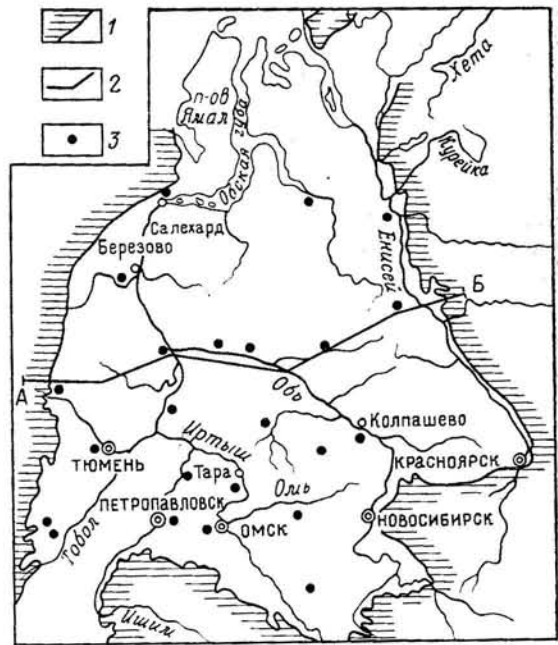 1
2
3
п-ов
Ямал
Обская губа
Хета
Курейка
Салехард
Березово
Енисей
Б
А
Обь
Колпашево
Иртыш
ТЮМЕНЬ
КРАСНОЯРСК
Тара
Омь
ПЕТРОПАВЛОВСК
Тобол
ОМСК
НОВОСИБИРСК
Ишим